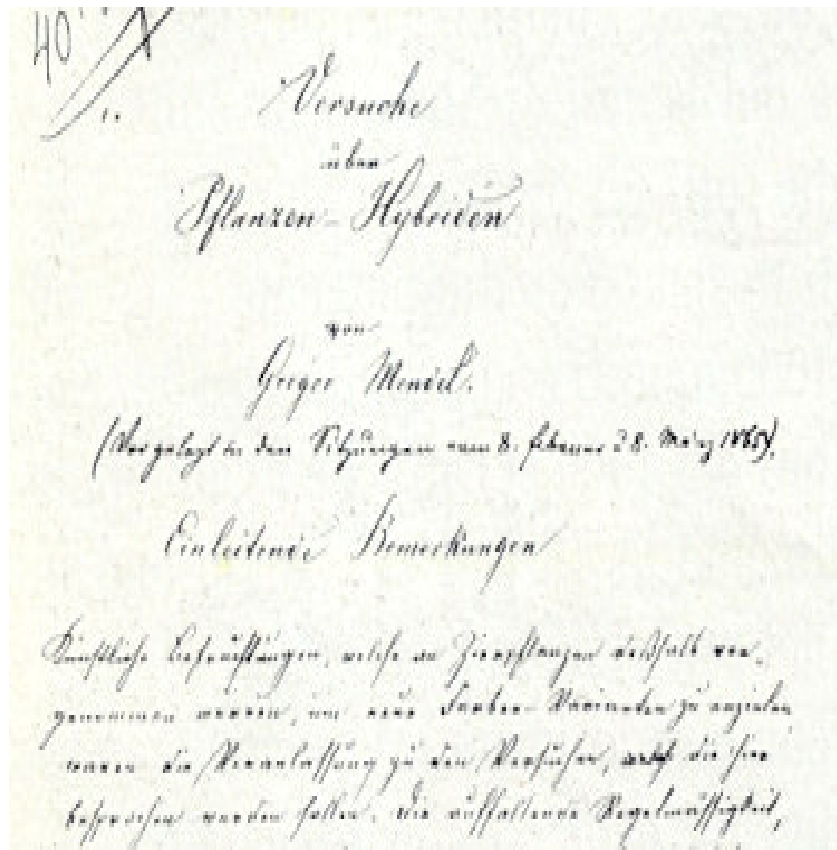 40
1.
Versuche
über
Pflanzen-Hybriden
von
Gregor Mendel.
(Vorgelegt in den Sitzungen vom 8. Februar u. 8. März 1865).
Einleitende Bemerkungen
Künstliche Befruchtungen, welche an Zierpflanzen deßhalb vor-
genommen wurden, um neue Farben-Varianten zu erzielen,
waren die Veranlassung zu den Versuchen, die hier
besprochen werden sollen. Die auffallende Regelmässigkeit,